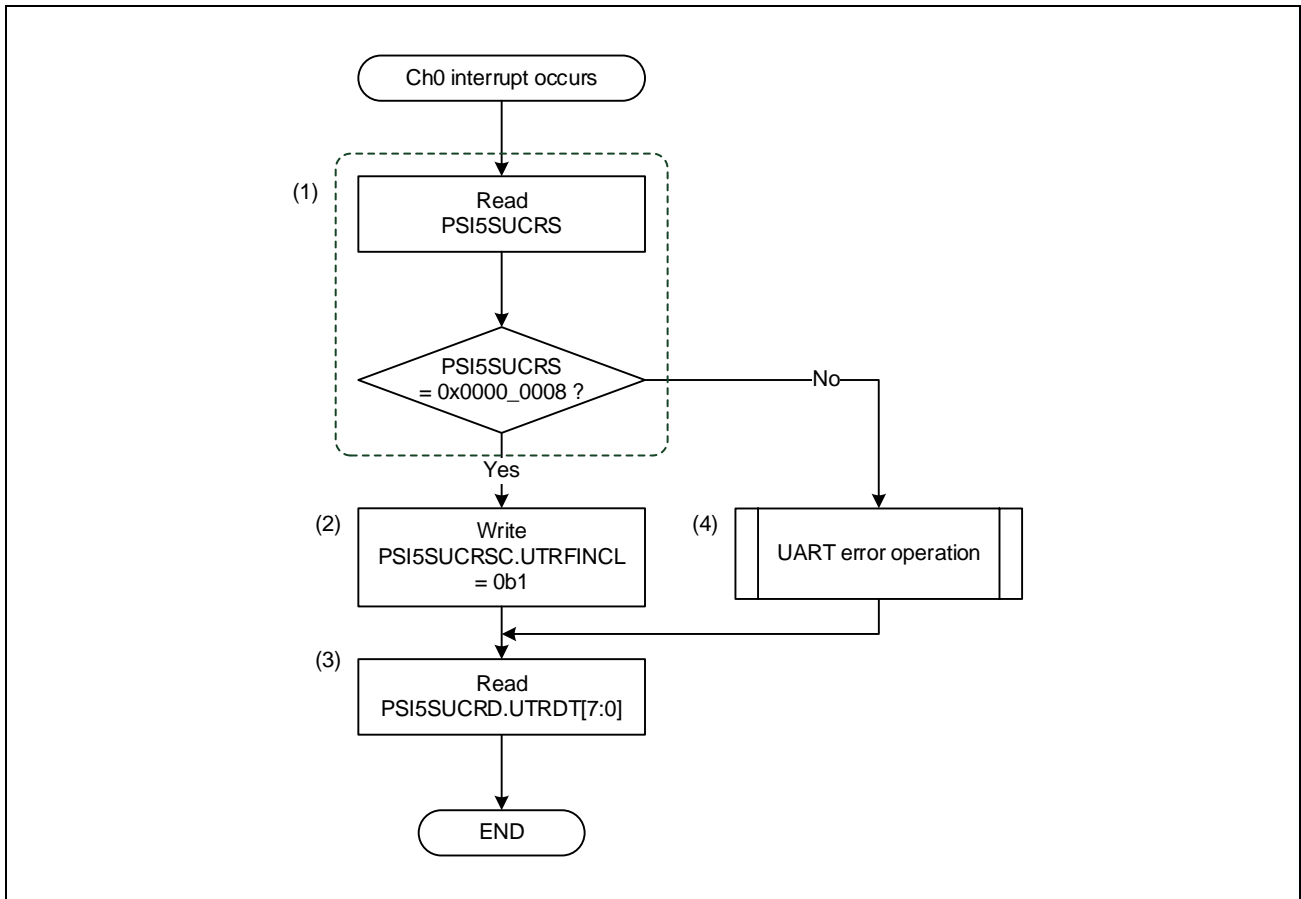 Ch0 interrupt occurs
(1)
Read
PSI5SUCRS
PSI5SUCRS
= 0x0000_0008 ?
No
Yes
(2)
Write
PSI5SUCRSC.UTRFINCL
= 0b1
(4)
UART error operation
(3)
Read
PSI5SUCRD.UTRDT[7:0]
END